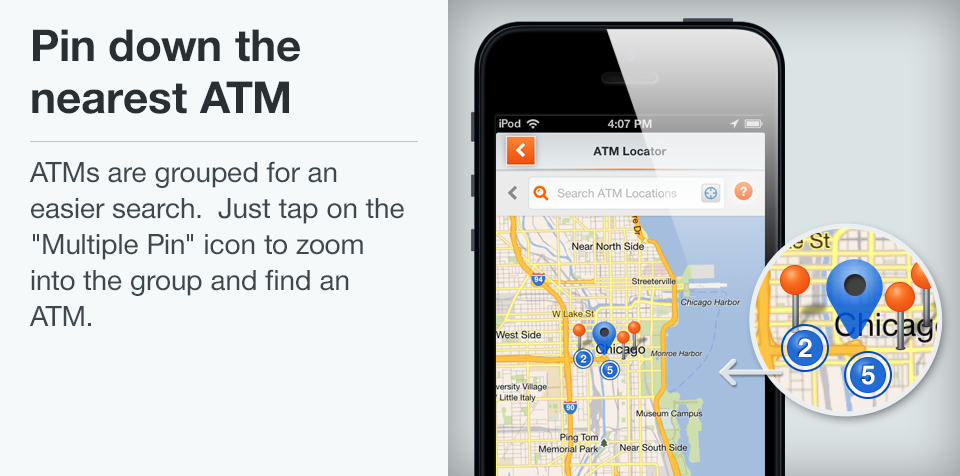 Pin down the
nearest ATM
ATMs are grouped for an
easier search.  Just tap on the
"Multiple Pin" icon to zoom
into the group and find an
ATM.
iPod 4:07 PM
ATM Locator
Search ATM Locations ?
Near North Side
94
Streeterville
Chicago Harbor
W Lake St
West Side
Chicago
Monroe Harbor
2
5
versity Village
/ Little Italy
90
Museum Campus
Ping Tom
Memorial Park
Near South Side
e St
Chicag
2
5